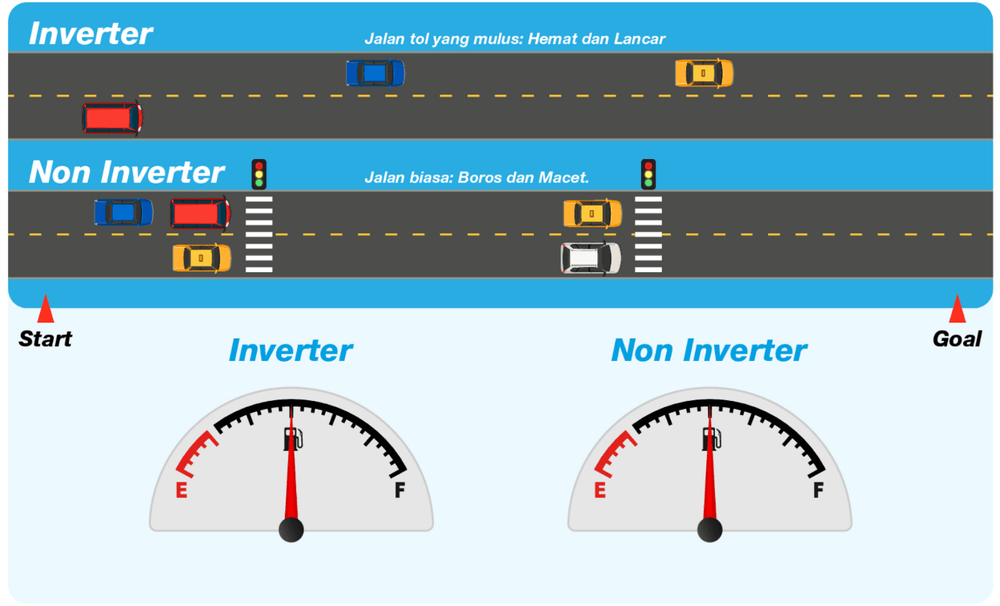 Inverter
Jalan tol yang mulus: Hemat dan Lancar
Non Inverter
Jalan biasa: Boros dan Macet.
Start
Goal
Inverter
Non Inverter
E
F
E
F